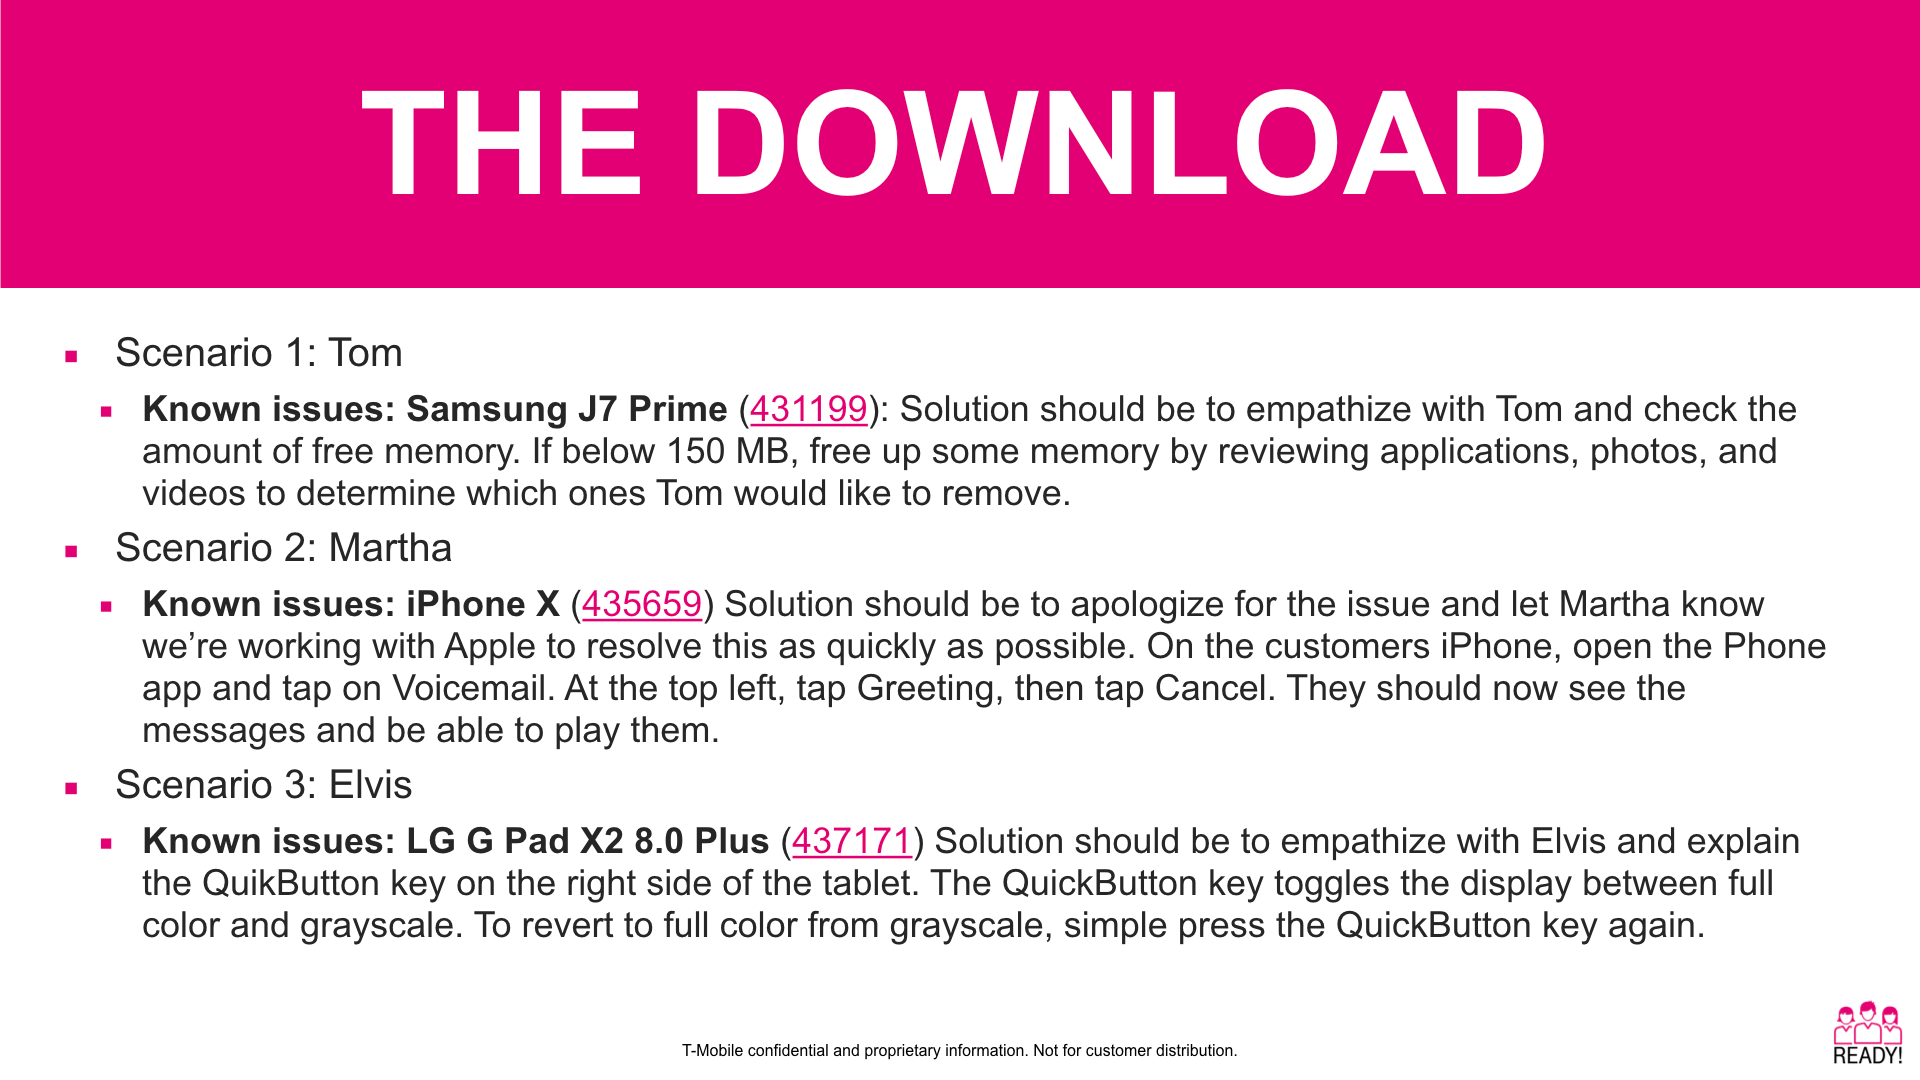 THE DOWNLOAD
Scenario 1: Tom
Known issues: Samsung J7 Prime (431199): Solution should be to empathize with Tom and check the
amount of free memory. If below 150 MB, free up some memory by reviewing applications, photos, and
videos to determine which ones Tom would like to remove.
Scenario 2: Martha
Known issues: iPhone X (435659) Solution should be to apologize for the issue and let Martha know
we’re working with Apple to resolve this as quickly as possible. On the customers iPhone, open the Phone
app and tap on Voicemail. At the top left, tap Greeting, then tap Cancel. They should now see the
messages and be able to play them.
Scenario 3: Elvis
Known issues: LG G Pad X2 8.0 Plus (437171) Solution should be to empathize with Elvis and explain
the QuikButton key on the right side of the tablet. The QuickButton key toggles the display between full
color and grayscale. To revert to full color from grayscale, simple press the QuickButton key again.
T-Mobile confidential and proprietary information. Not for customer distribution.
READY!